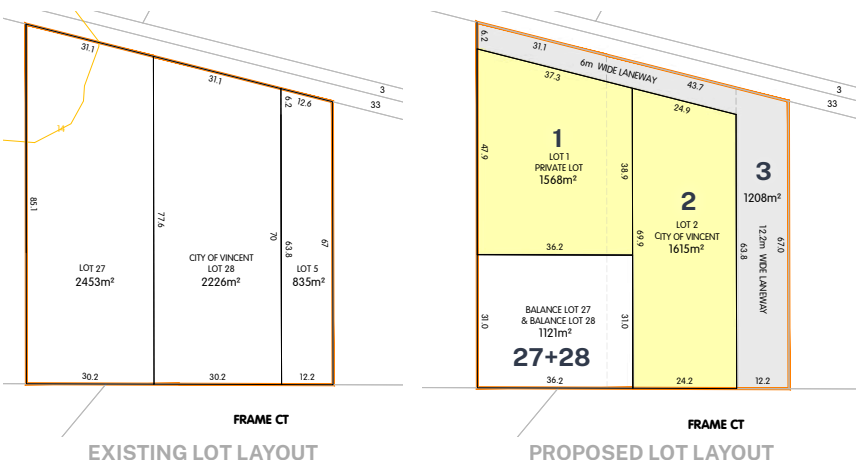 31.1
31.1
6.2
12.6
3
33
14
85.1
77.6
70
63.8
67
LOT 27
2453m²
CITY OF VINCENT
LOT 28
2226m²
LOT 5
835m²
30.2
30.2
12.2
FRAME CT
EXISTING LOT LAYOUT
6.2
31.1
6m WIDE LANEWAY
43.7
3
33
37.3
24.9
47.9
1
LOT 1
PRIVATE LOT
1568m²
38.9
36.2
2
LOT 2
CITY OF VINCENT
1615m²
69.9
63.8
3
1208m²
12.2m WIDE LANEWAY
67.0
31.0
BALANCE LOT 27
& BALANCE LOT 28
1121m²
27+28
31.0
36.2
24.2
12.2
FRAME CT
PROPOSED LOT LAYOUT